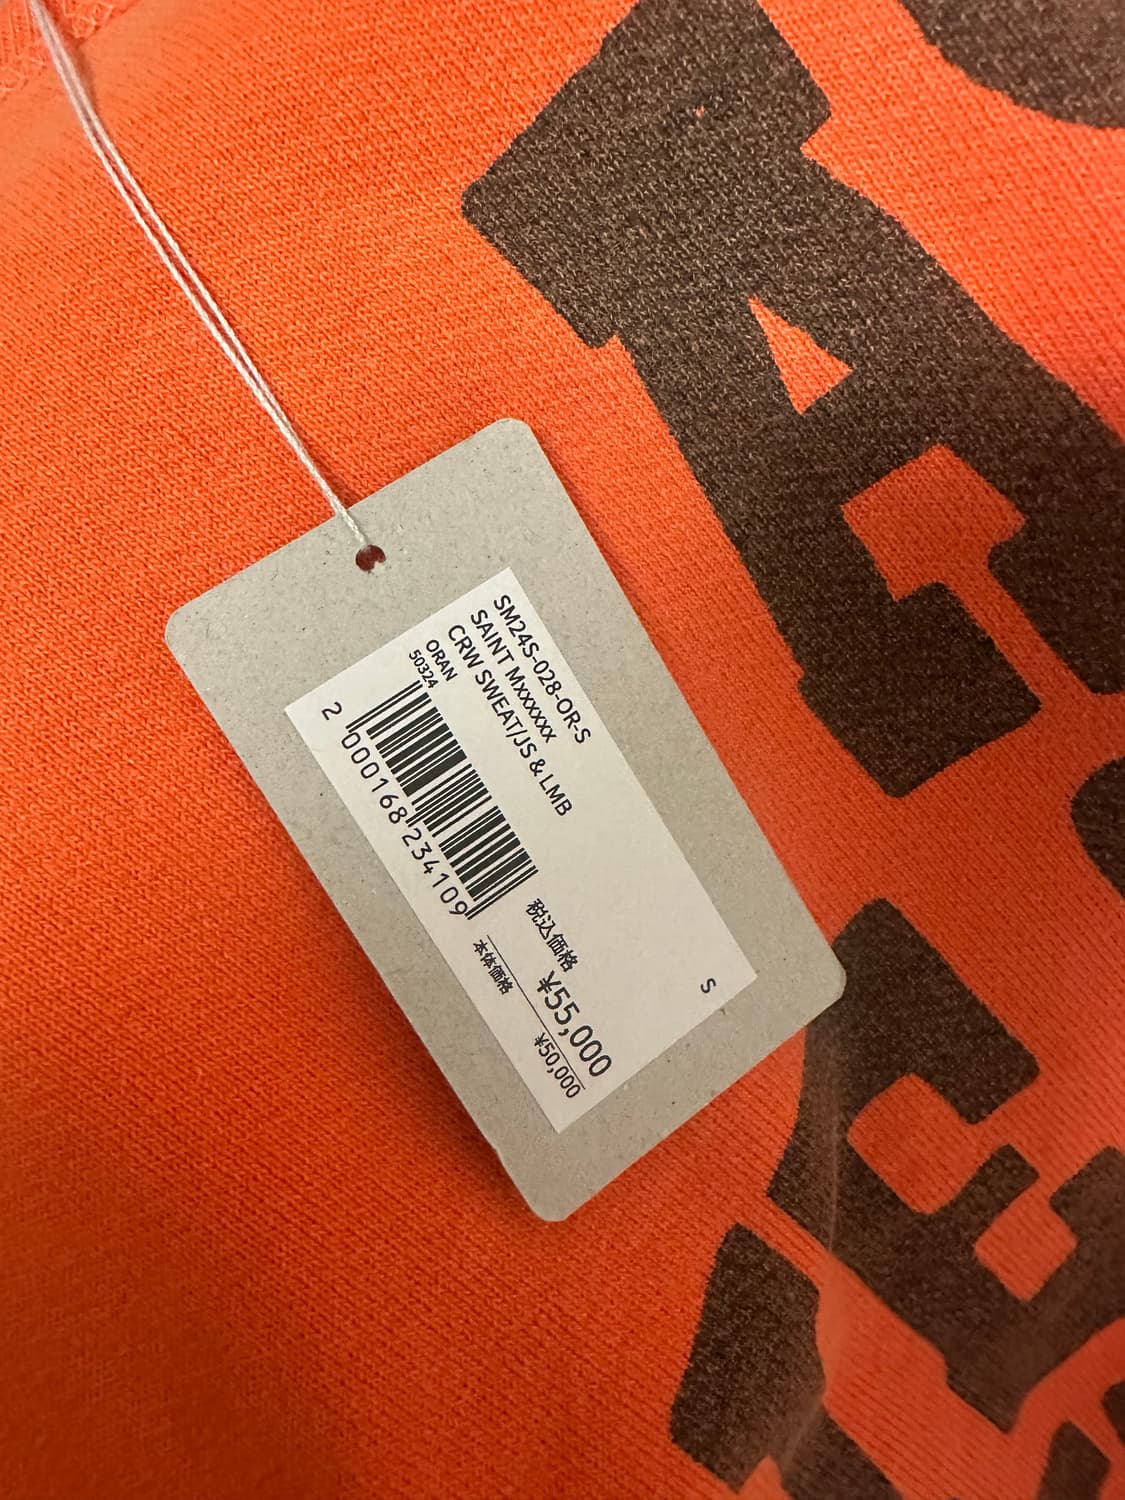 SM24S-028-OR-S
SAINT Mxxxxxx
CRW SWEAT/JS & LMB
ORAN
50324
2 000168 234109
税込価格 ¥55,000
本体価格 ¥50,000
S